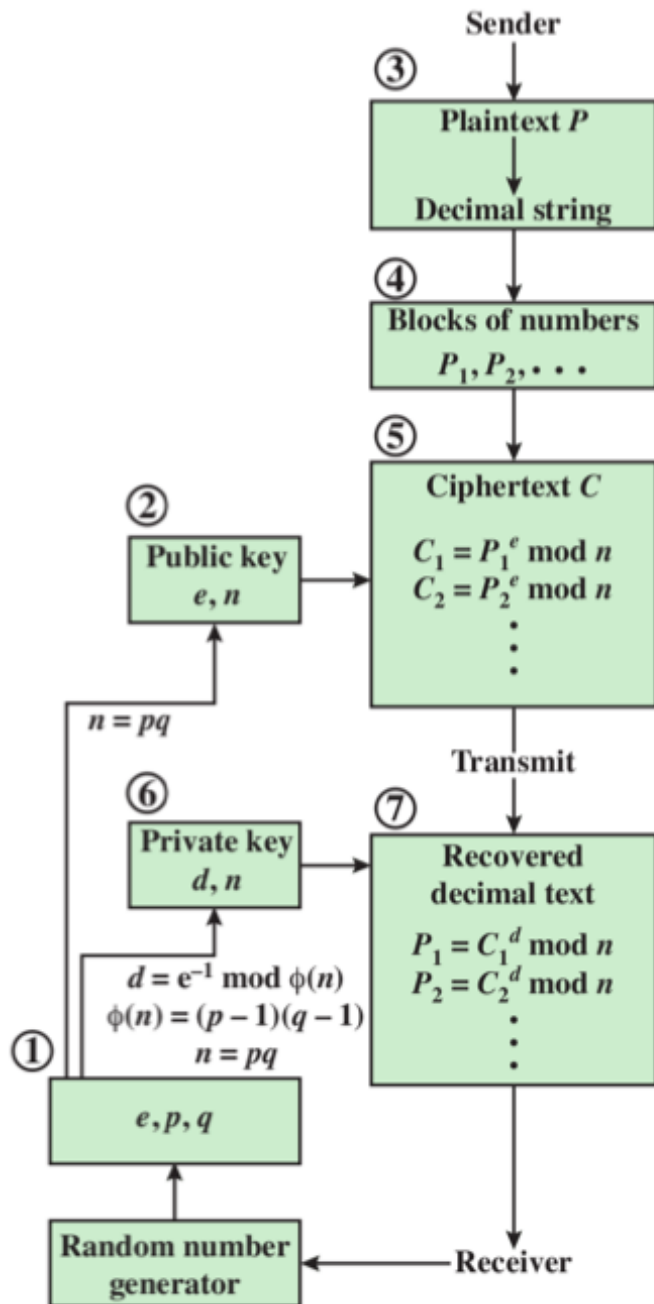 Sender
③
Plaintext P
Decimal string
④
Blocks of numbers
P₁, P₂, . . .
⑤
Ciphertext C
C₁ = P₁ᵉ mod n
C₂ = P₂ᵉ mod n
②
Public key
e, n
n = pq
Transmit
⑥
Private key
d, n
⑦
Recovered
decimal text
P₁ = C₁ᵈ mod n
P₂ = C₂ᵈ mod n
d = e⁻¹ mod ϕ(n)
ϕ(n) = (p – 1)(q – 1)
n = pq
①
e, p, q
Random number
generator
Receiver